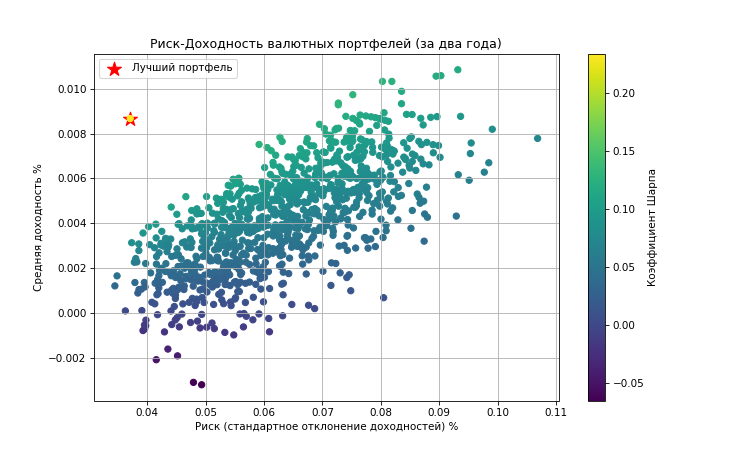 Риск-Доходность валютных портфелей (за два года)
Лучший портфель
Средняя доходность %
0.010
0.008
0.006
0.004
0.002
0.000
−0.002
0.04 0.05 0.06 0.07 0.08 0.09 0.10 0.11
Риск (стандартное отклонение доходностей) %
0.20
0.15
0.10
0.05
0.00
−0.05
Коэффициент Шарпа